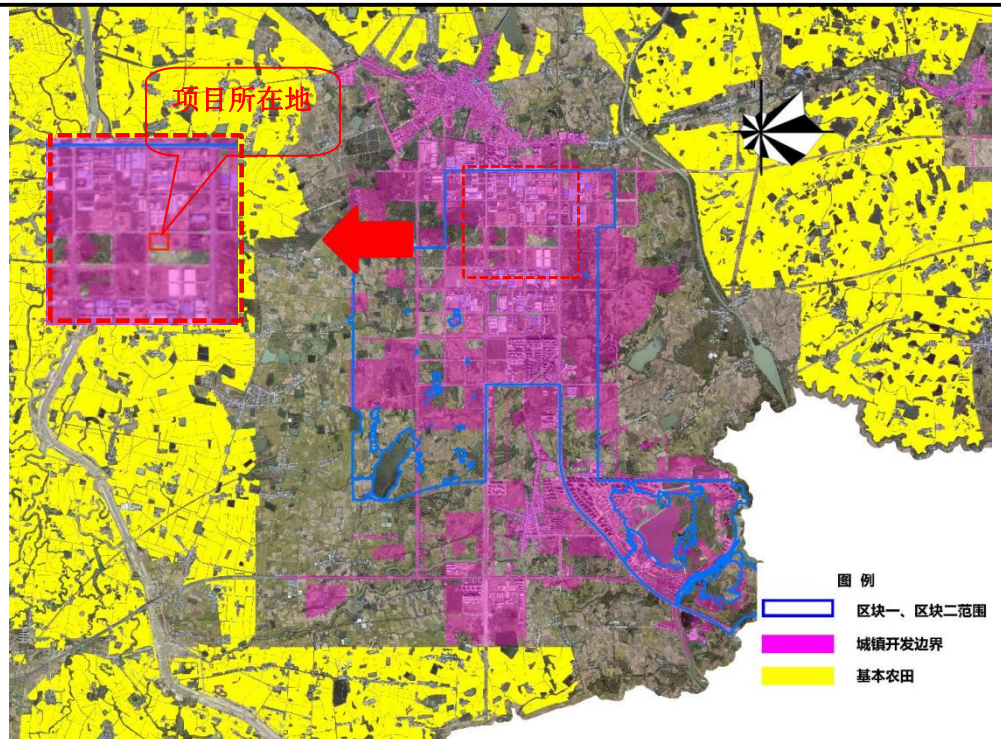 项目所在地
图 例
区块一、区块二范围
城镇开发边界
基本农田